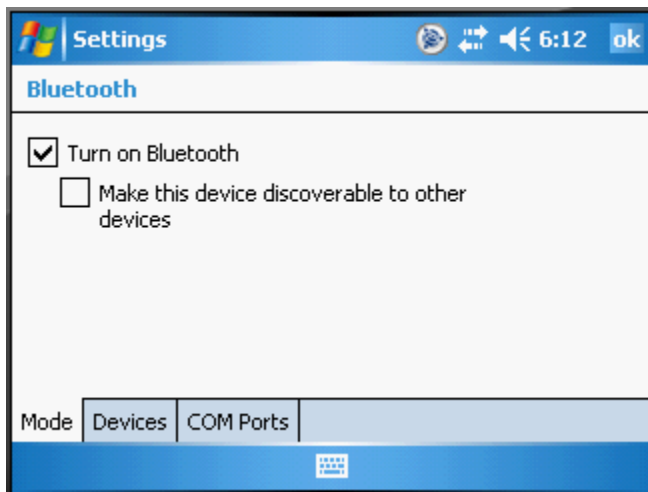 Settings 6:12 ok
Bluetooth
Turn on Bluetooth
Make this device discoverable to other
devices
Mode Devices COM Ports